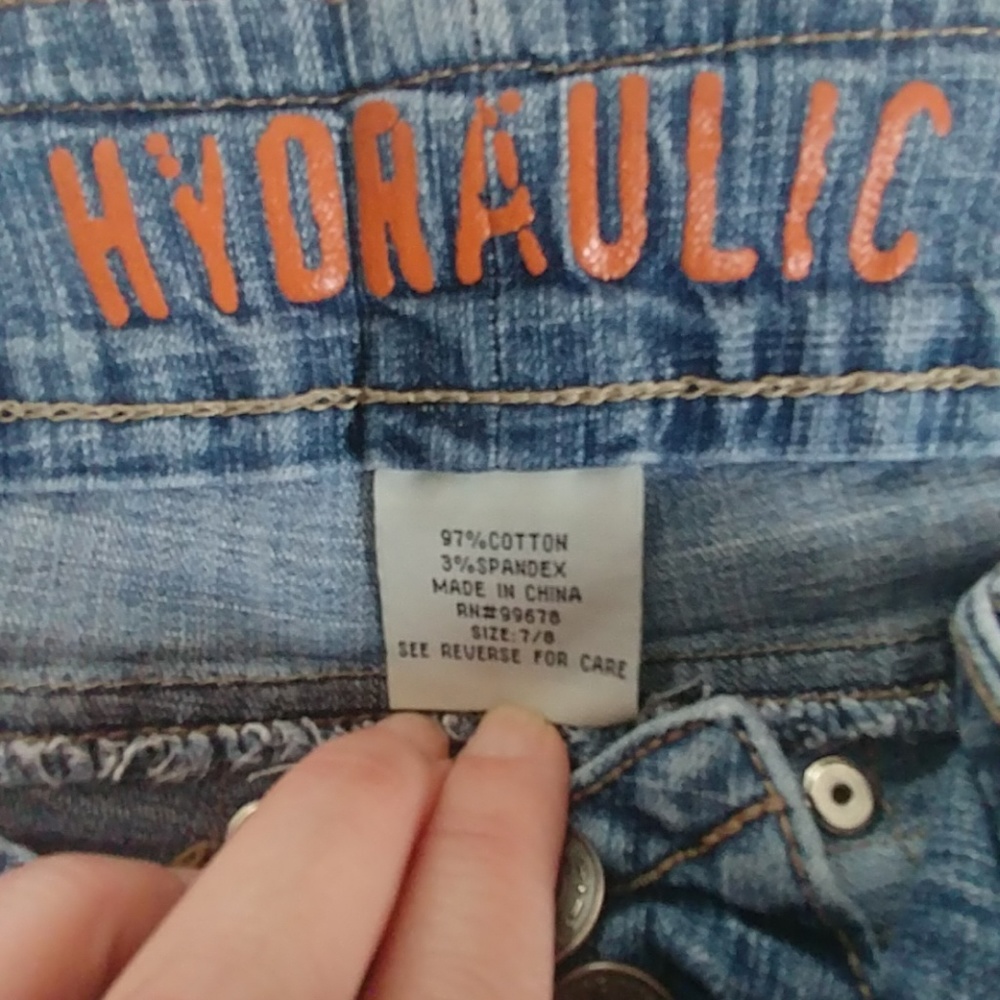 HYDRAULIC
97%COTTON
3%SPANDEX
MADE IN CHINA
RN#99678
SIZE:7/8
SEE REVERSE FOR CARE